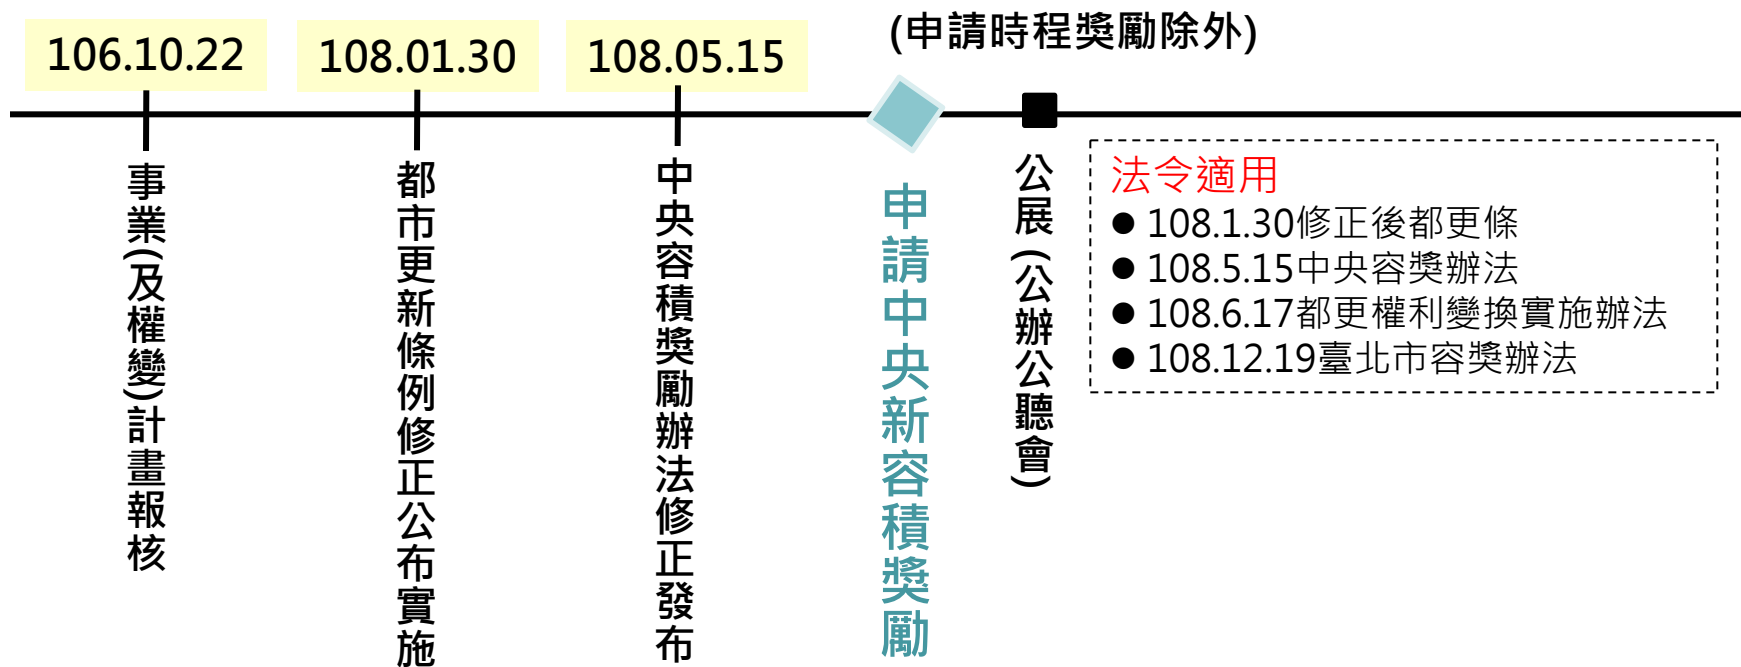 (申請時程獎勵除外)
106.10.22
108.01.30
108.05.15
事業(及權變)計畫報核
都市更新條例修正公布實施
中央容積獎勵辦法修正發布
申請中央新容積獎勵
公展(公辦公聽會)
法令適用
● 108.1.30修正後都更條
● 108.5.15中央容獎辦法
● 108.6.17都更權利變換實施辦法
● 108.12.19臺北市容獎辦法